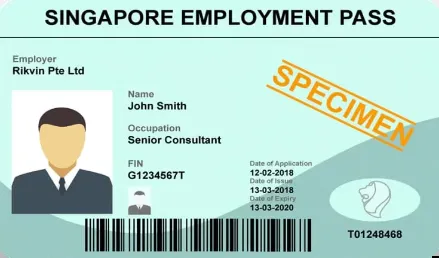 SINGAPORE EMPLOYMENT PASS
Employer
Rikvin Pte Ltd
SPECIMEN
Name
John Smith
Occupation
Senior Consultant
FIN
G1234567T
Date of Application
12-02-2018
Date of Issue
13-03-2018
Date of Expiry
13-03-2020
T01248468